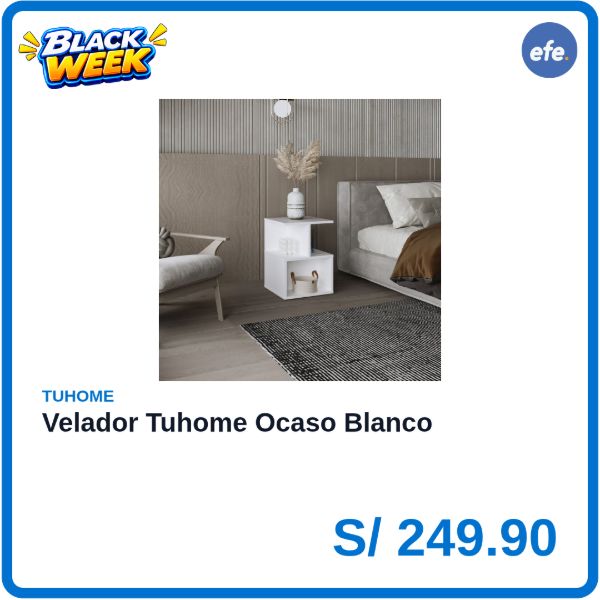 BLACK
WEEK
efe.
TUHOME
Velador Tuhome Ocaso Blanco
S/ 249.90